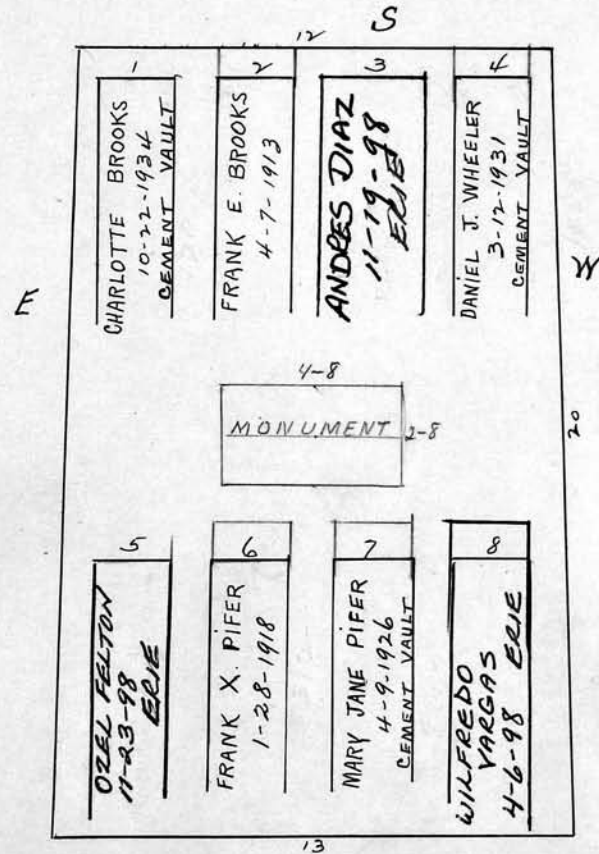 S
12
1
CHARLOTTE BROOKS
10-22-1934
CEMENT VAULT
2
FRANK E. BROOKS
4-7-1913
3
ANDRES DIAZ
11-19-98
ERIE
4
DANIEL J. WHEELER
3-12-1931
CEMENT VAULT
E
W
4-8
MONUMENT 2-8
20
5
OZEL FELTON
11-23-98
ERIE
6
FRANK X. PIFER
1-28-1918
7
MARY JANE PIFER
4-9-1926
CEMENT VAULT
8
WILFREDO
VARGAS
4-6-98 ERIE
13